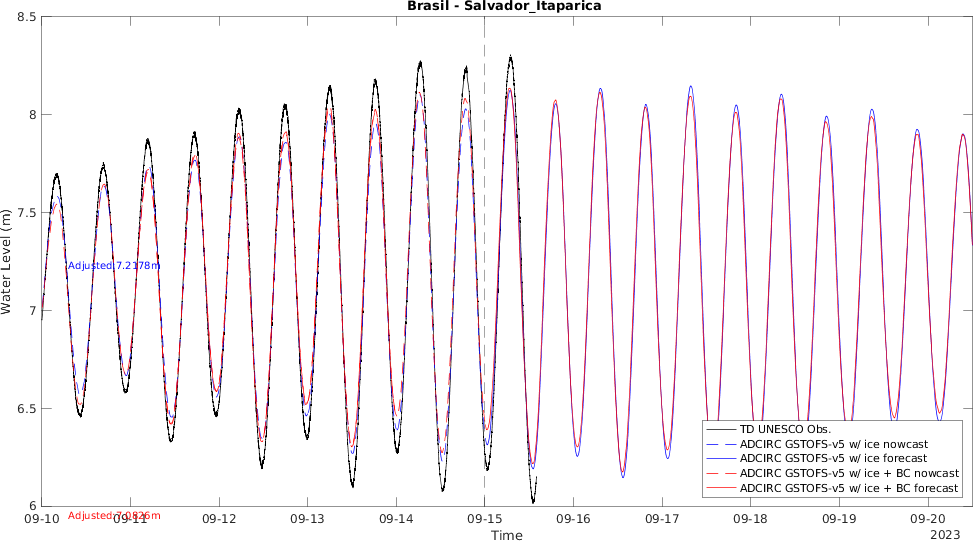 Brasil - Salvador_Itaparica
8.5
8
7.5
7
6.5
6
Water Level (m)
Adjusted:7.2178m
Adjusted:7.0826m
TD UNESCO Obs.
ADCIRC GSTOFS-v5 w/ ice nowcast
ADCIRC GSTOFS-v5 w/ ice forecast
ADCIRC GSTOFS-v5 w/ ice + BC nowcast
ADCIRC GSTOFS-v5 w/ ice + BC forecast
09-10 09-11 09-12 09-13 09-14 09-15 09-16 09-17 09-18 09-19 09-20
Time
2023